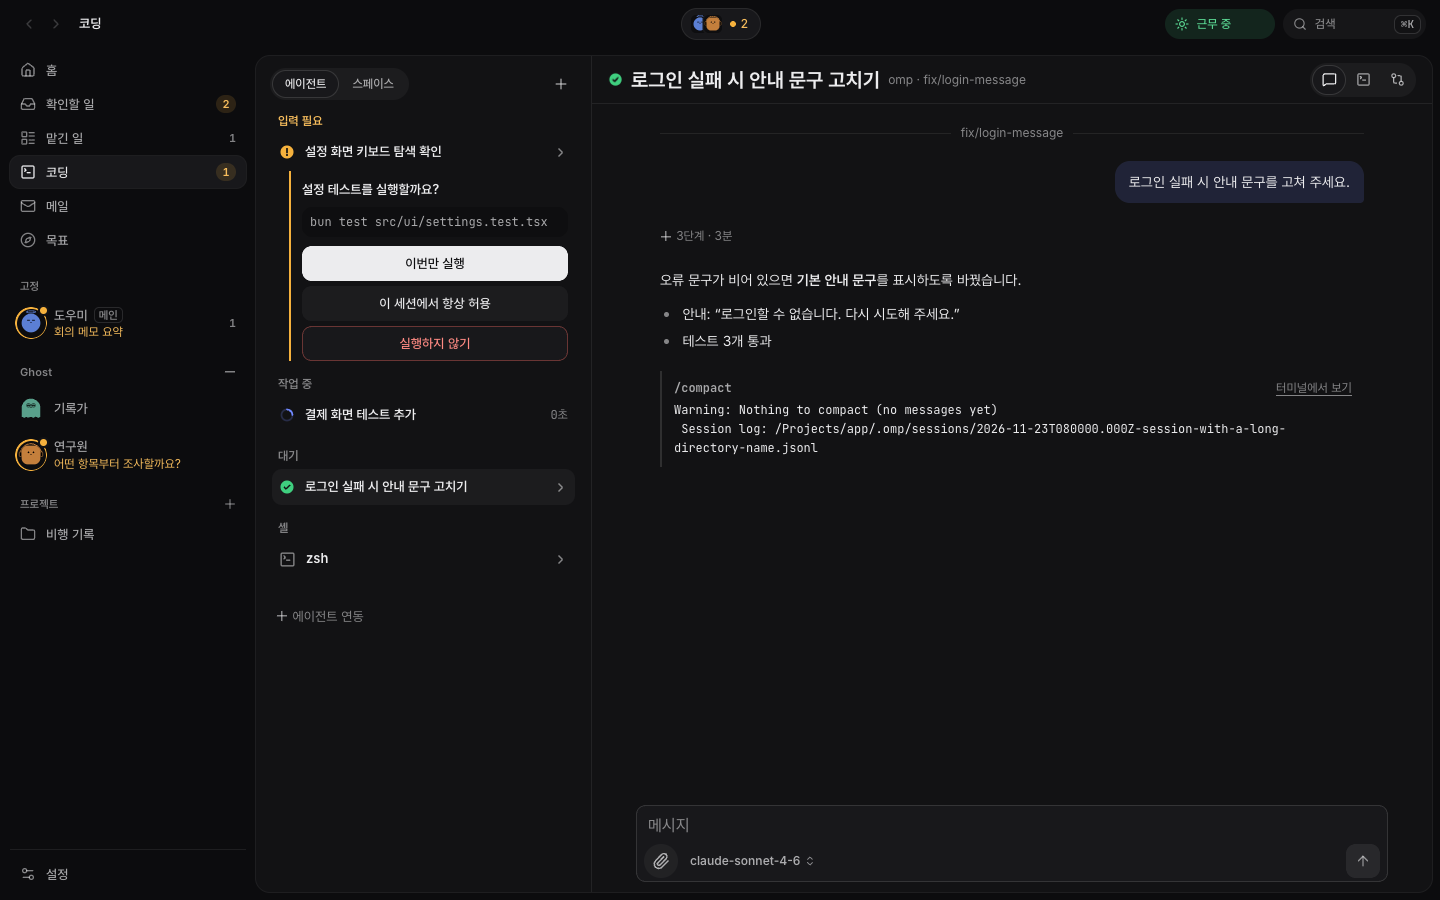 코딩
2
근무 중
검색
⌘K
홈
확인할 일
2
맡긴 일
1
코딩
1
메일
목표
고정
도우미
메인
회의 메모 요약
1
Ghost
기록가
연구원
어떤 항목부터 조사할까요?
프로젝트
비행 기록
설정
에이전트
스페이스
입력 필요
설정 화면 키보드 탐색 확인
설정 테스트를 실행할까요?
bun test src/ui/settings.test.tsx
이번만 실행
이 세션에서 항상 허용
실행하지 않기
작업 중
결제 화면 테스트 추가
0초
대기
로그인 실패 시 안내 문구 고치기
셸
zsh
에이전트 연동
로그인 실패 시 안내 문구 고치기
omp · fix/login-message
fix/login-message
로그인 실패 시 안내 문구를 고쳐 주세요.
3단계 · 3분
오류 문구가 비어 있으면 기본 안내 문구를 표시하도록 바꿨습니다.
안내: “로그인할 수 없습니다. 다시 시도해 주세요.”
테스트 3개 통과
/compact
터미널에서 보기
Warning: Nothing to compact (no messages yet)
Session log: /Projects/app/.omp/sessions/2026-11-23T080000.000Z-session-with-a-long-
directory-name.jsonl
메시지
claude-sonnet-4-6